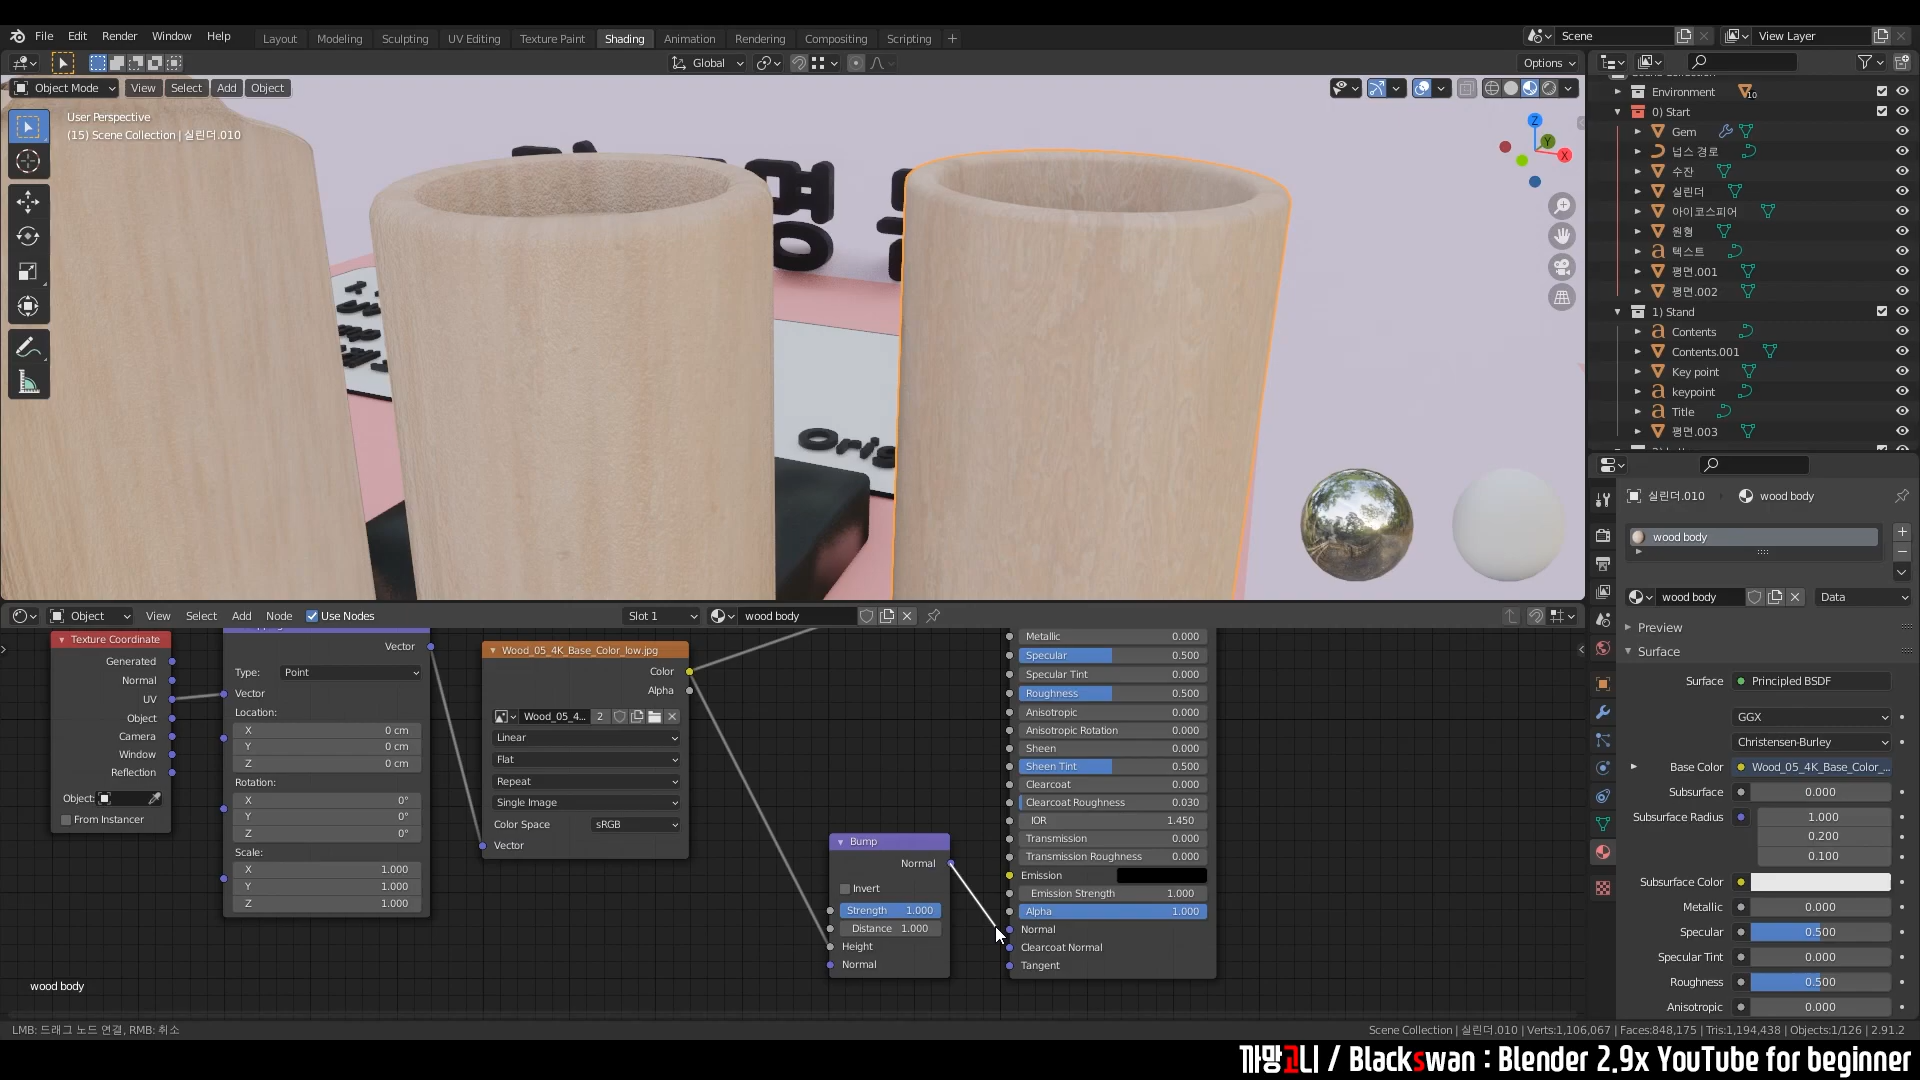 File Edit Render Window Help
Layout Modeling Sculpting UV Editing Texture Paint Shading Animation Rendering Compositing Scripting
Scene
View Layer
Global
Options
Object Mode View Select Add Object
User Perspective
(15) Scene Collection | 실린더.010
Z
Y
X
Environment
10
0) Start
Gem
넙스 경로
수잔
실린더
아이코스피어
원형
텍스트
평면.001
평면.002
1) Stand
Contents
Contents.001
Key point
keypoint
Title
평면.003
실린더.010 wood body
wood body
wood body Data
Preview
Surface
Surface Principled BSDF
GGX
Christensen-Burley
Base Color Wood_05_4K_Base_Color_...
Subsurface 0.000
Subsurface Radius 1.000
0.200
0.100
Subsurface Color
Metallic 0.000
Specular 0.500
Specular Tint 0.000
Roughness 0.500
Anisotropic 0.000
Object View Select Add Node Use Nodes Slot 1 wood body
Texture Coordinate
Generated
Normal
UV
Object
Camera
Window
Reflection
Object:
From Instancer
Vector
Type: Point
Vector
Location:
X 0 cm
Y 0 cm
Z 0 cm
Rotation:
X 0°
Y 0°
Z 0°
Scale:
X 1.000
Y 1.000
Z 1.000
Wood_05_4K_Base_Color_low.jpg
Color
Alpha
Wood_05_4... 2
Linear
Flat
Repeat
Single Image
Color Space sRGB
Vector
Bump
Normal
Invert
Strength 1.000
Distance 1.000
Height
Normal
Metallic 0.000
Specular 0.500
Specular Tint 0.000
Roughness 0.500
Anisotropic 0.000
Anisotropic Rotation 0.000
Sheen 0.000
Sheen Tint 0.500
Clearcoat 0.000
Clearcoat Roughness 0.030
IOR 1.450
Transmission 0.000
Transmission Roughness 0.000
Emission
Emission Strength 1.000
Alpha 1.000
Normal
Clearcoat Normal
Tangent
wood body
LMB: 드래그 노드 연결, RMB: 취소
Scene Collection | 실린더.010 | Verts:1,106,067 | Faces:848,175 | Tris:1,194,438 | Objects:1/126 | 2.91.2
까망고니 / Blackswan : Blender 2.9x YouTube for beginner